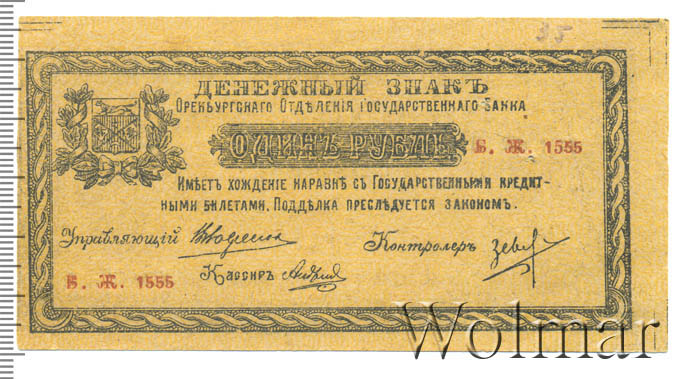 35
ДЕНЕЖНЫЙ ЗНАКЪ
ОРЕНБУРГСКАГО ОТДѢЛЕНІЯ ГОСУДАРСТВЕННАГО БАНКА
ОДИНЪ РУБЛЬ
Б. Ж. 1555
ИМѢЕТЪ ХОЖДЕНІЕ НАРАВНѢ СЪ ГОСУДАРСТВЕННЫМИ КРЕДИТ-
НЫМИ БИЛЕТАМИ. ПОДДѢЛКА ПРЕСЛѢДУЕТСЯ ЗАКОНОМЪ.
Управляющій
Контролеръ
Б. Ж. 1555
Кассиръ
Wolmar